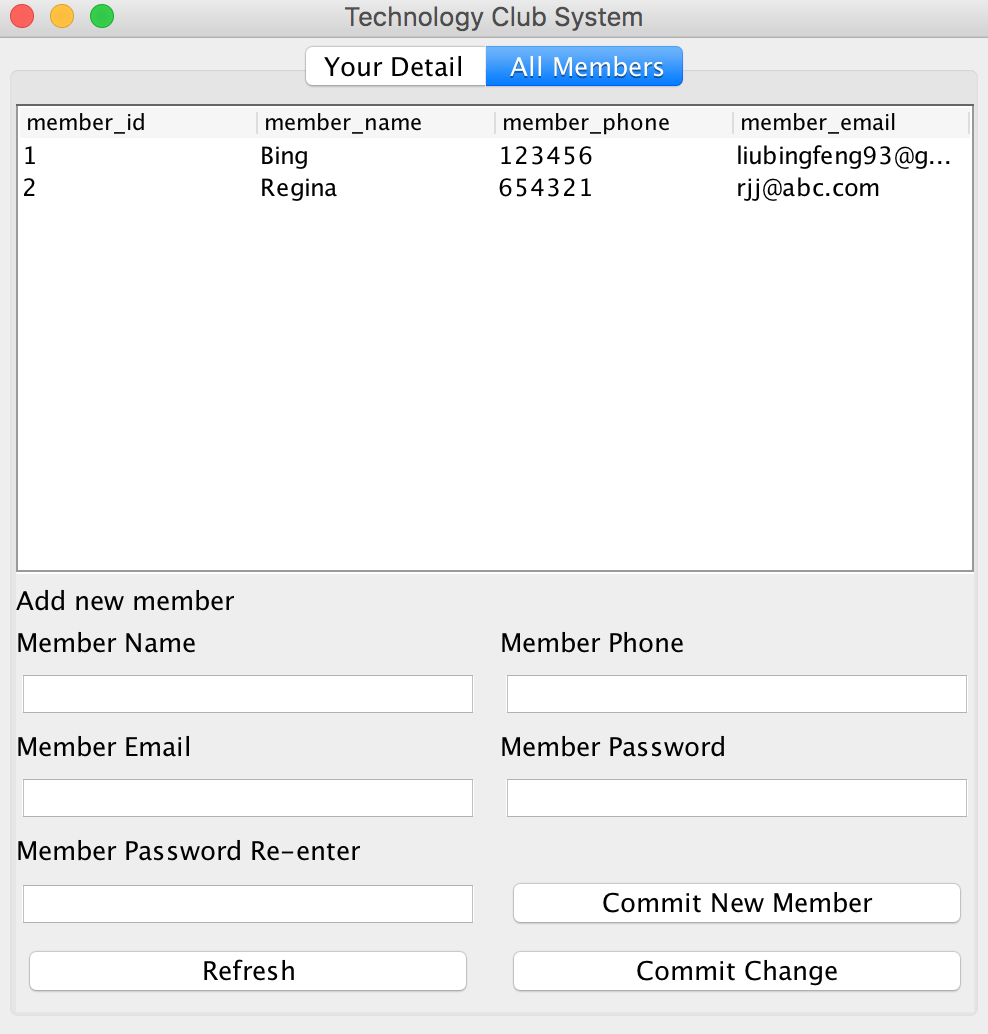 Technology Club System
Your Detail All Members
member_id member_name member_phone member_email
1 Bing 123456 liubingfeng93@g...
2 Regina 654321 rjj@abc.com
Add new member
Member Name Member Phone
Member Email Member Password
Member Password Re-enter
Commit New Member
Refresh Commit Change